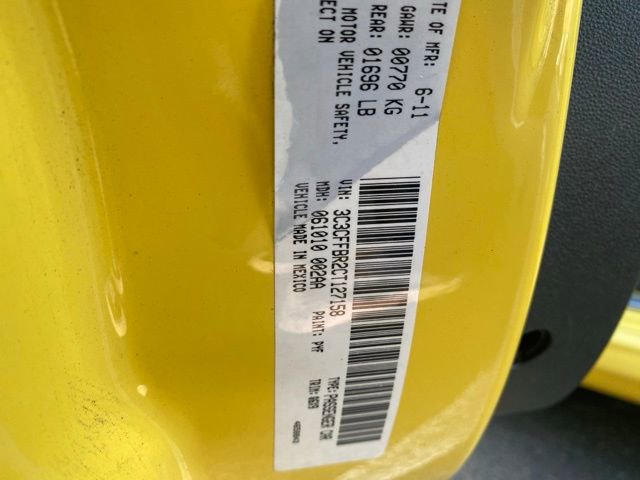 TE OF MFR: 6-11
GAWR: 00770 KG
REAR: 01696 LB
MOTOR VEHICLE SAFETY,
ECT ON
VIN: 3C3CFFBR2CT127158
TYPE: PASSENGER CAR
MDH: 061010 002AA
PAINT: PYF
VEHICLE MADE IN MEXICO